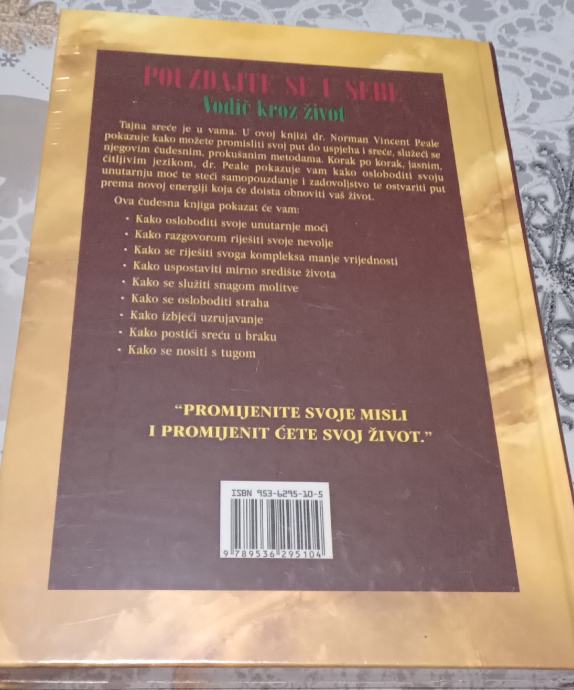 POUZDAJTE SE U SEBE
Vodič kroz život
Tajna sreće je u vama. U ovoj knjizi dr. Norman Vincent Peale
pokazuje kako možete promisliti svoj put do uspjeha i sreće, služeći se
njegovim čudesnim, prokušanim metodama. Korak po korak, jasnim,
čitljivim jezikom, dr. Peale pokazuje vam kako osloboditi svoju
unutarnju moć te steći samopouzdanje i zadovoljstvo te ostvariti put
prema novoj energiji koja će doista obnoviti vaš život.
Ova čudesna knjiga pokazat će vam:
• Kako osloboditi svoje unutarnje moći
• Kako razgovorom riješiti svoje nevolje
• Kako se riješiti svoga kompleksa manje vrijednosti
• Kako uspostaviti mirno središte života
• Kako se služiti snagom molitve
• Kako se osloboditi straha
• Kako izbjeći uzrujavanje
• Kako postići sreću u braku
• Kako se nositi s tugom
“PROMIJENITE SVOJE MISLI
I PROMIJENIT ĆETE SVOJ ŽIVOT.”
ISBN 953-6295-10-5
9 789536 295104